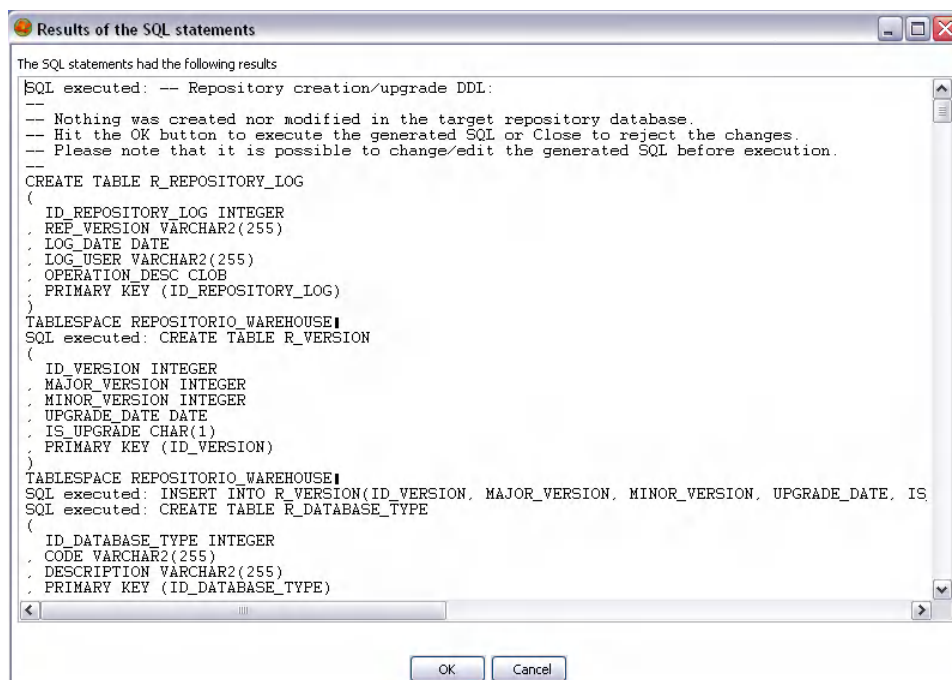 Results of the SQL statements
The SQL statements had the following results
SQL executed: -- Repository creation/upgrade DDL:
--
-- Nothing was created nor modified in the target repository database.
-- Hit the OK button to execute the generated SQL or Close to reject the changes.
-- Please note that it is possible to change/edit the generated SQL before execution.
--
CREATE TABLE R_REPOSITORY_LOG
(
ID_REPOSITORY_LOG INTEGER
, REP_VERSION VARCHAR2(255)
, LOG_DATE DATE
, LOG_USER VARCHAR2(255)
, OPERATION_DESC CLOB
, PRIMARY KEY (ID_REPOSITORY_LOG)
)
TABLESPACE REPOSITORIO_WAREHOUSE
SQL executed: CREATE TABLE R_VERSION
(
ID_VERSION INTEGER
, MAJOR_VERSION INTEGER
, MINOR_VERSION INTEGER
, UPGRADE_DATE DATE
, IS_UPGRADE CHAR(1)
, PRIMARY KEY (ID_VERSION)
)
TABLESPACE REPOSITORIO_WAREHOUSE
SQL executed: INSERT INTO R_VERSION(ID_VERSION, MAJOR_VERSION, MINOR_VERSION, UPGRADE_DATE, IS_
SQL executed: CREATE TABLE R_DATABASE_TYPE
(
ID_DATABASE_TYPE INTEGER
, CODE VARCHAR2(255)
, DESCRIPTION VARCHAR2(255)
, PRIMARY KEY (ID_DATABASE_TYPE)
OK Cancel